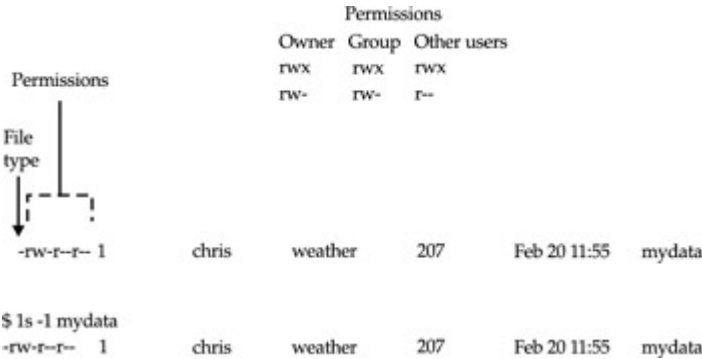 Permissions
Owner Group Other users
rwx rwx rwx
Permissions
rw- rw- r--
File
type
-rw-r--r-- 1 chris weather 207 Feb 20 11:55 mydata
$ 1s -1 mydata
-rw-r--r-- 1 chris weather 207 Feb 20 11:55 mydata